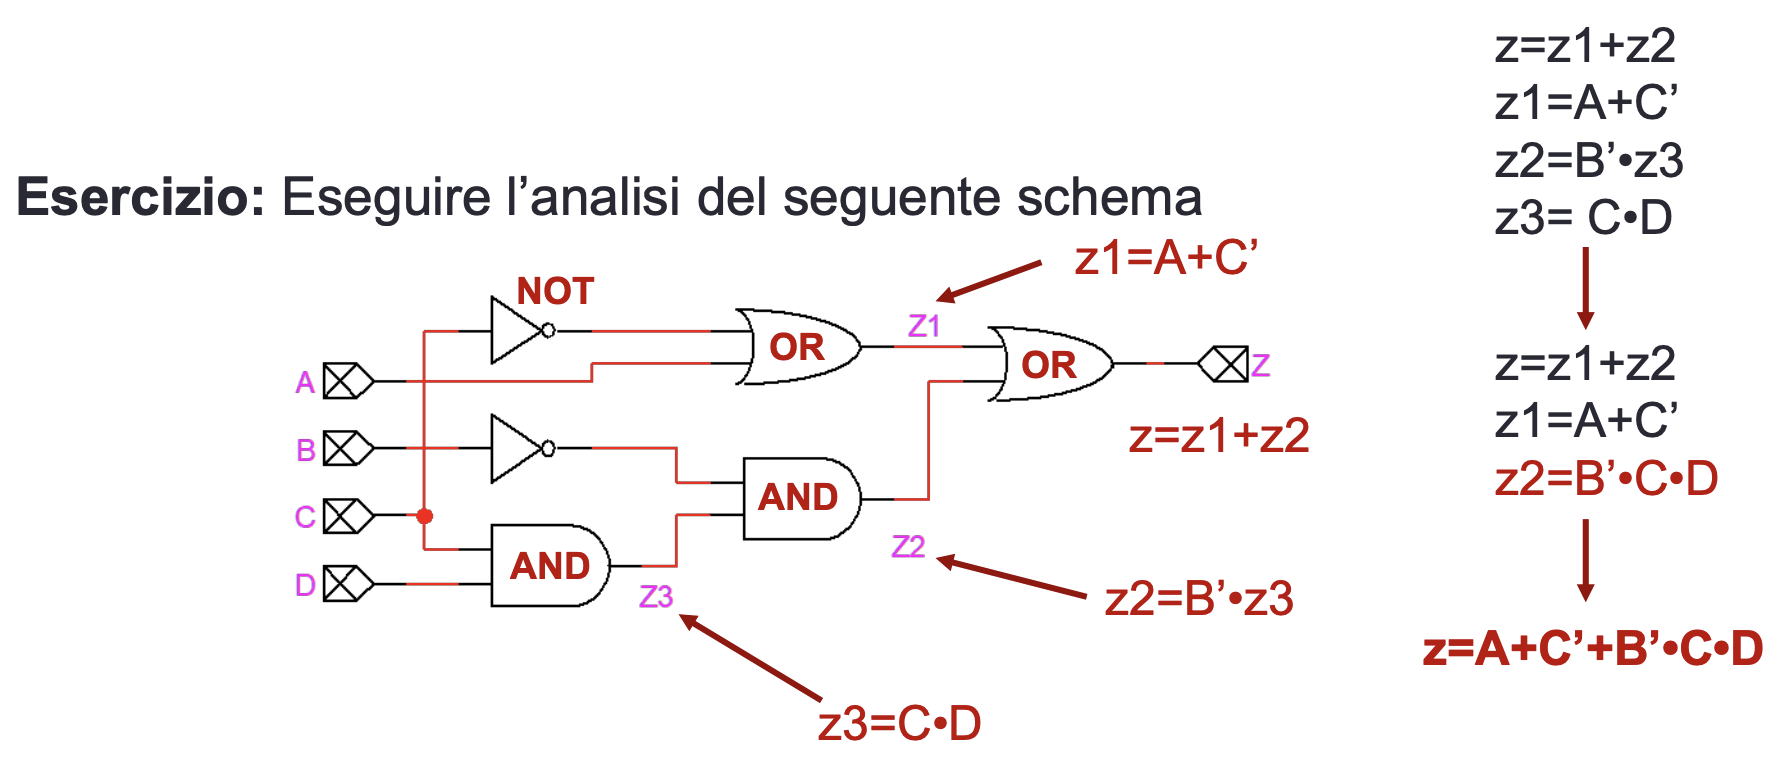 Esercizio: Eseguire l’analisi del seguente schema
z1=A+C’
NOT
OR
Z1
OR
z
z=z1+z2
A
B
C
D
AND
AND
Z3
Z2
z2=B’•z3
z3=C•D
z=z1+z2
z1=A+C’
z2=B’•z3
z3= C•D
z=z1+z2
z1=A+C’
z2=B’•C•D
z=A+C’+B’•C•D